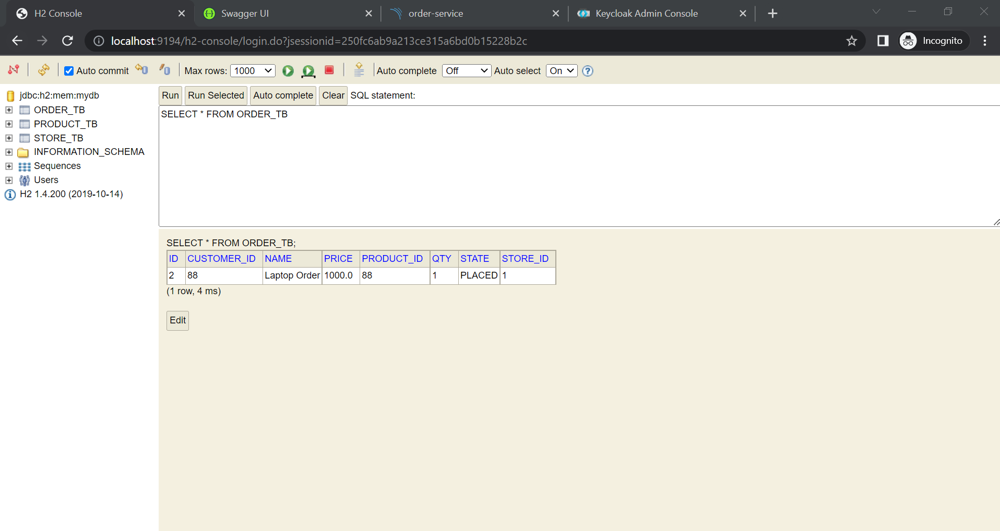 H2 Console
Swagger UI
order-service
Keycloak Admin Console
localhost:9194/h2-console/login.do?jsessionid=250fc6ab9a213ce315a6bd0b15228b2c
Incognito
Auto commit
Max rows: 1000
Auto complete Off
Auto select On
jdbc:h2:mem:mydb
ORDER_TB
PRODUCT_TB
STORE_TB
INFORMATION_SCHEMA
Sequences
Users
H2 1.4.200 (2019-10-14)
Run Run Selected Auto complete Clear SQL statement:
SELECT * FROM ORDER_TB
SELECT * FROM ORDER_TB;
ID CUSTOMER_ID NAME PRICE PRODUCT_ID QTY STATE STORE_ID
2 88 Laptop Order 1000.0 88 1 PLACED 1
(1 row, 4 ms)
Edit